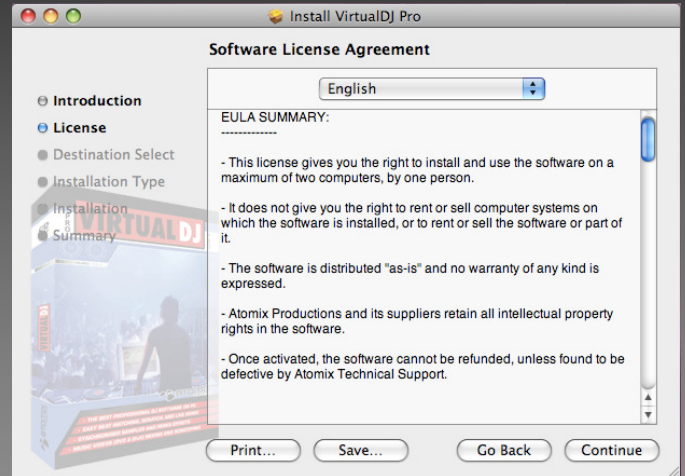 Install VirtualDJ Pro
Software License Agreement
English
Introduction
License
Destination Select
Installation Type
Installation
Summary
EULA SUMMARY:
-------------
- This license gives you the right to install and use the software on a
maximum of two computers, by one person.
- It does not give you the right to rent or sell computer systems on
which the software is installed, or to rent or sell the software or part of
it.
- The software is distributed "as-is" and no warranty of any kind is
expressed.
- Atomix Productions and its suppliers retain all intellectual property
rights in the software.
- Once activated, the software cannot be refunded, unless found to be
defective by Atomix Technical Support.
VIRTUAL DJ
VIRTUAL DJ
Print...
Save...
Go Back
Continue